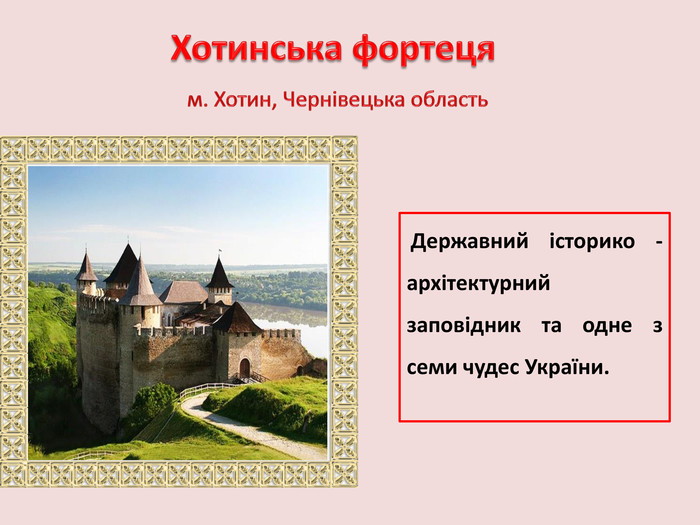 Хотинська фортеця
м. Хотин, Чернівецька область
Державний історико -
архітектурний
заповідник та одне з
семи чудес України.